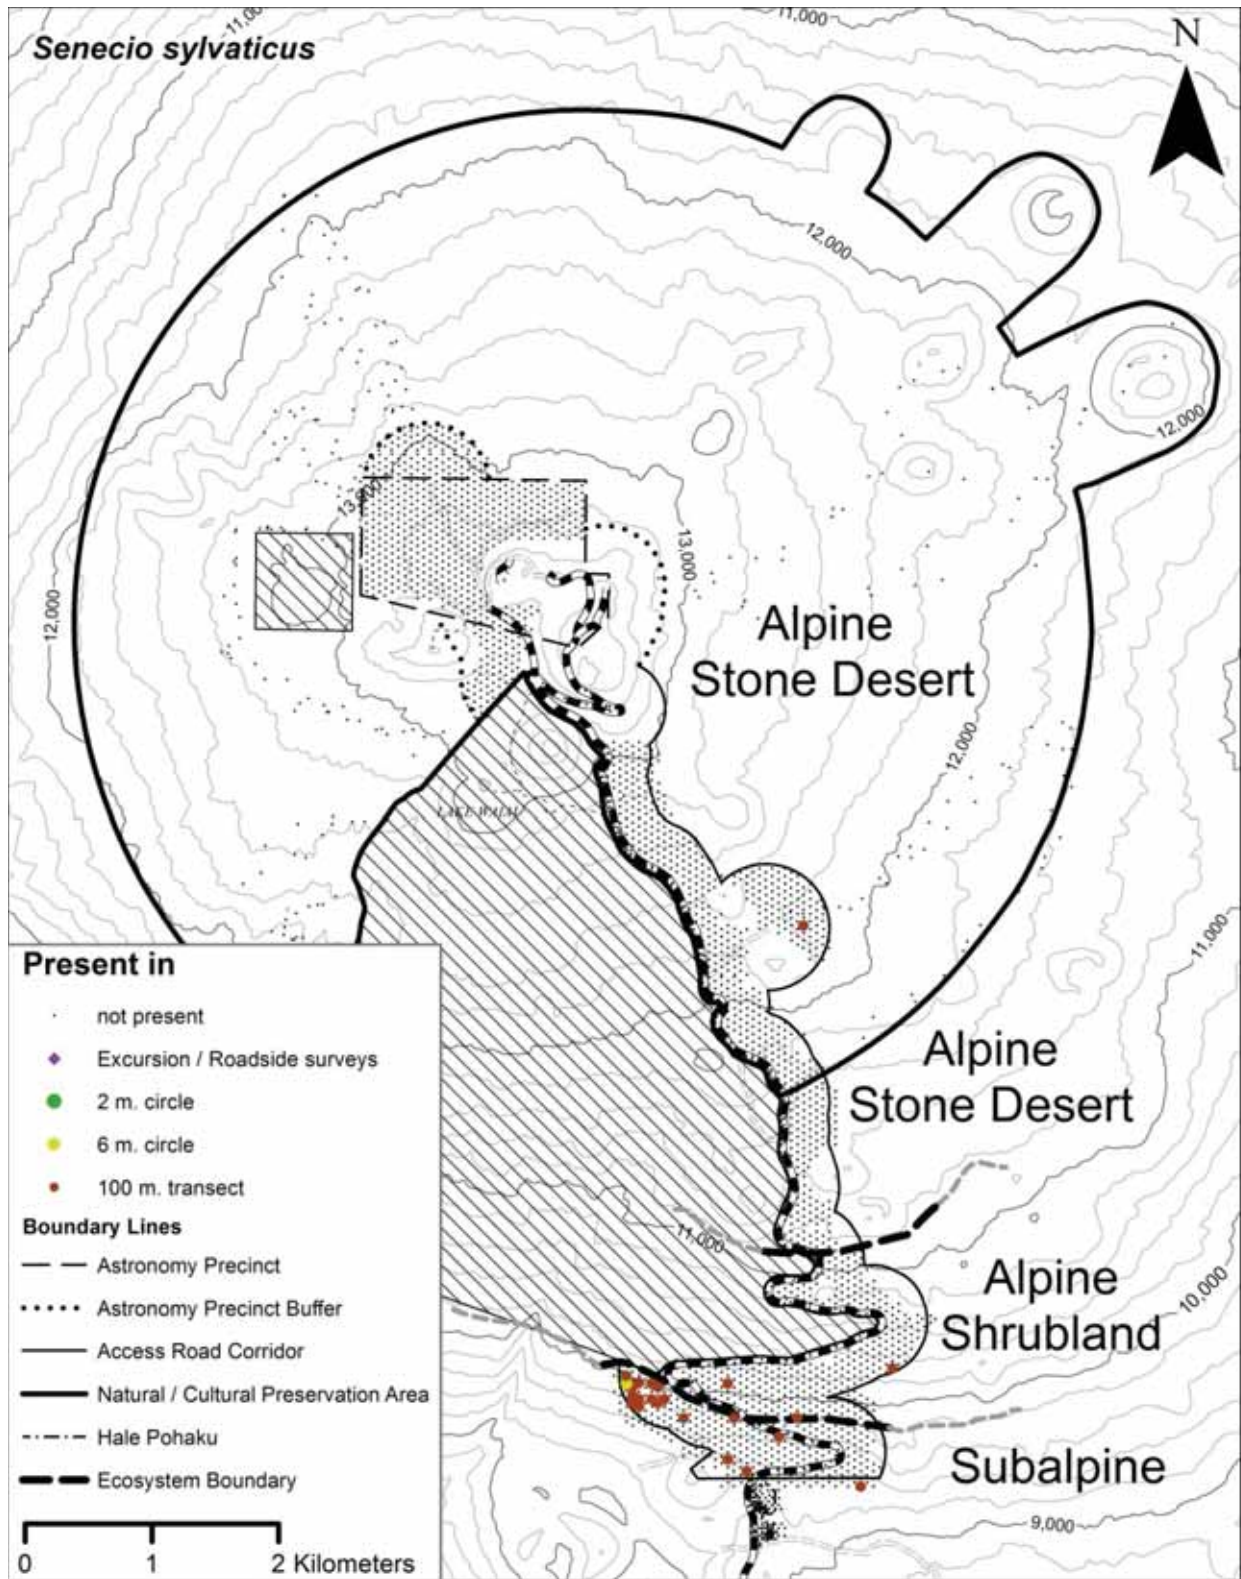 11,000
11,000
Senecio sylvaticus
N
12,000
12,000
13,000
13,000
12,000
Alpine
Stone Desert
12,000
11,000
Present in
not present
Excursion / Roadside surveys
2 m. circle
6 m. circle
100 m. transect
Boundary Lines
Astronomy Precinct
Astronomy Precinct Buffer
Access Road Corridor
Natural / Cultural Preservation Area
Hale Pohaku
Ecosystem Boundary
0 1 2 Kilometers
Alpine
Stone Desert
11,000
Alpine
Shrubland
10,000
Subalpine
9,000